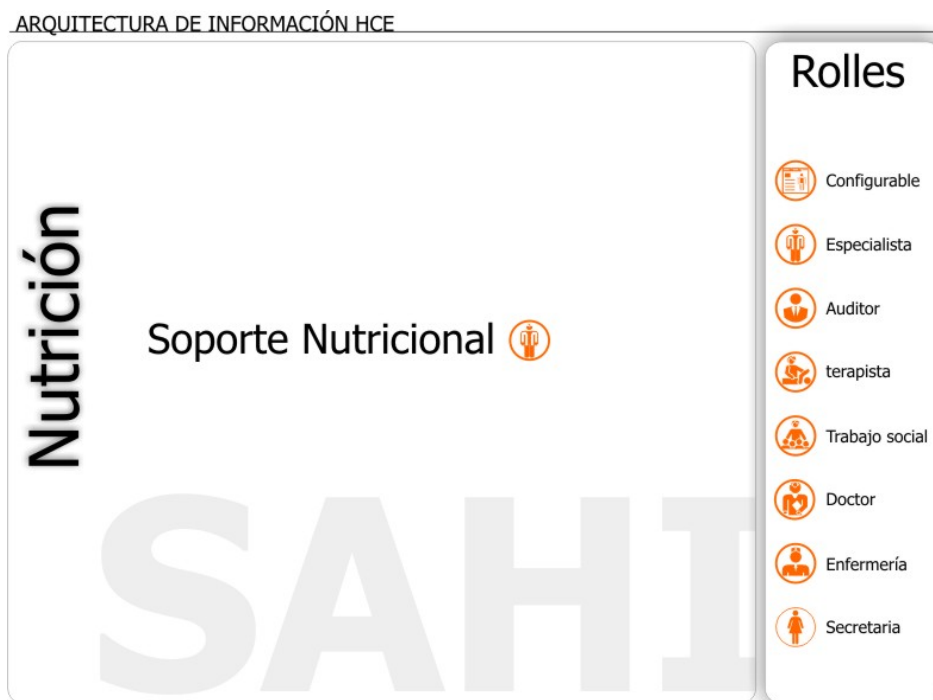 ARQUITECTURA DE INFORMACIÓN HCE
Nutrición
Soporte Nutricional
SAHI
Rolles
Configurable
Especialista
Auditor
terapista
Trabajo social
Doctor
Enfermería
Secretaria